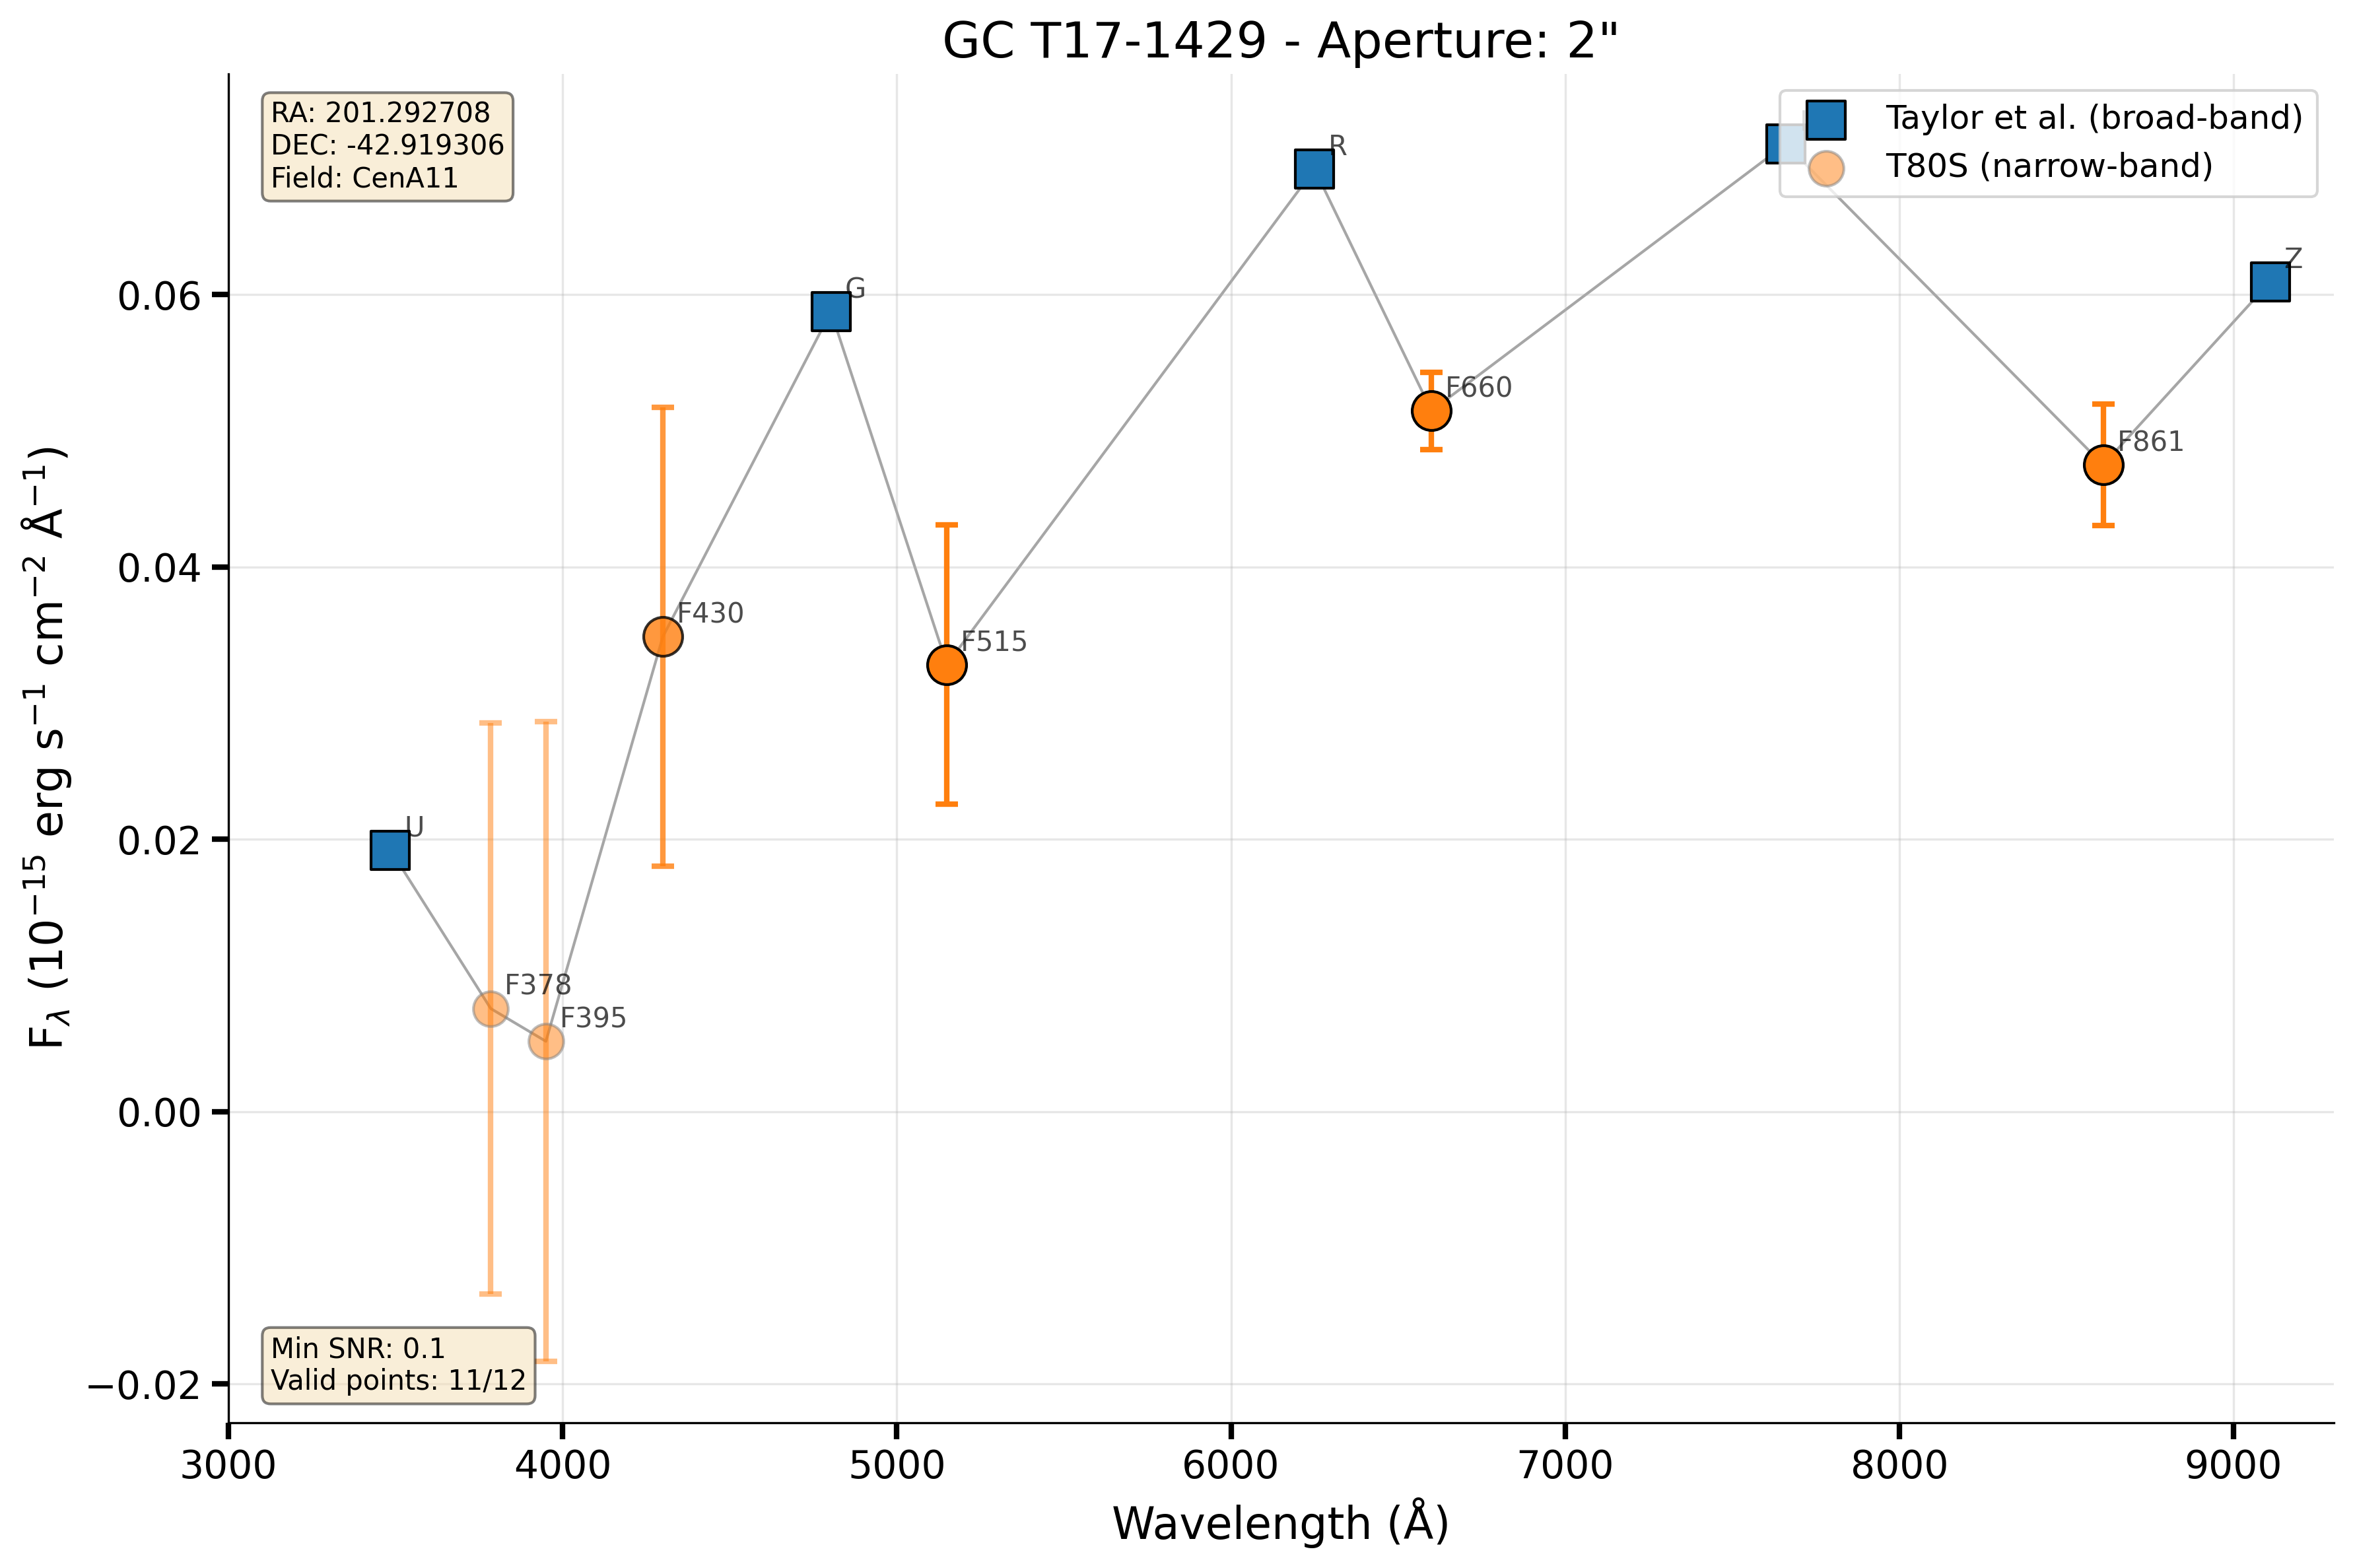 GC T17-1429 - Aperture: 2"
RA: 201.292708
DEC: -42.919306
Field: CenA11
Taylor et al. (broad-band)
T80S (narrow-band)
R
Z
G
F660
F861
F430
F515
U
F378
F395
Min SNR: 0.1
Valid points: 11/12
0.06
0.04
0.02
0.00
−0.02
F_λ (10⁻¹⁵ erg s⁻¹ cm⁻² Å⁻¹)
3000 4000 5000 6000 7000 8000 9000
Wavelength (Å)